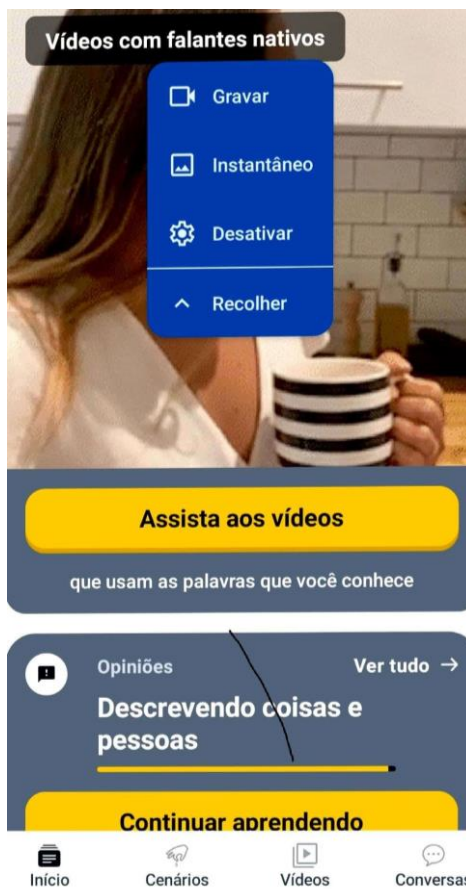 Vídeos com falantes nativos
Gravar
Instantâneo
Desativar
Recolher
Assista aos vídeos
que usam as palavras que você conhece
Opiniões
Ver tudo →
Descrevendo coisas e
pessoas
Continuar aprendendo
Início
Cenários
Vídeos
Conversas